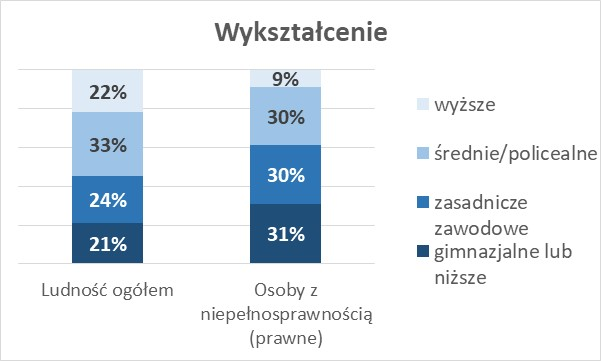 Wykształcenie
22%
33%
24%
21%
9%
30%
30%
31%
Ludność ogółem
Osoby z
niepełnosprawnością
(prawne)
wyższe
średnie/policealne
zasadnicze
zawodowe
gimnazjalne lub
niższe